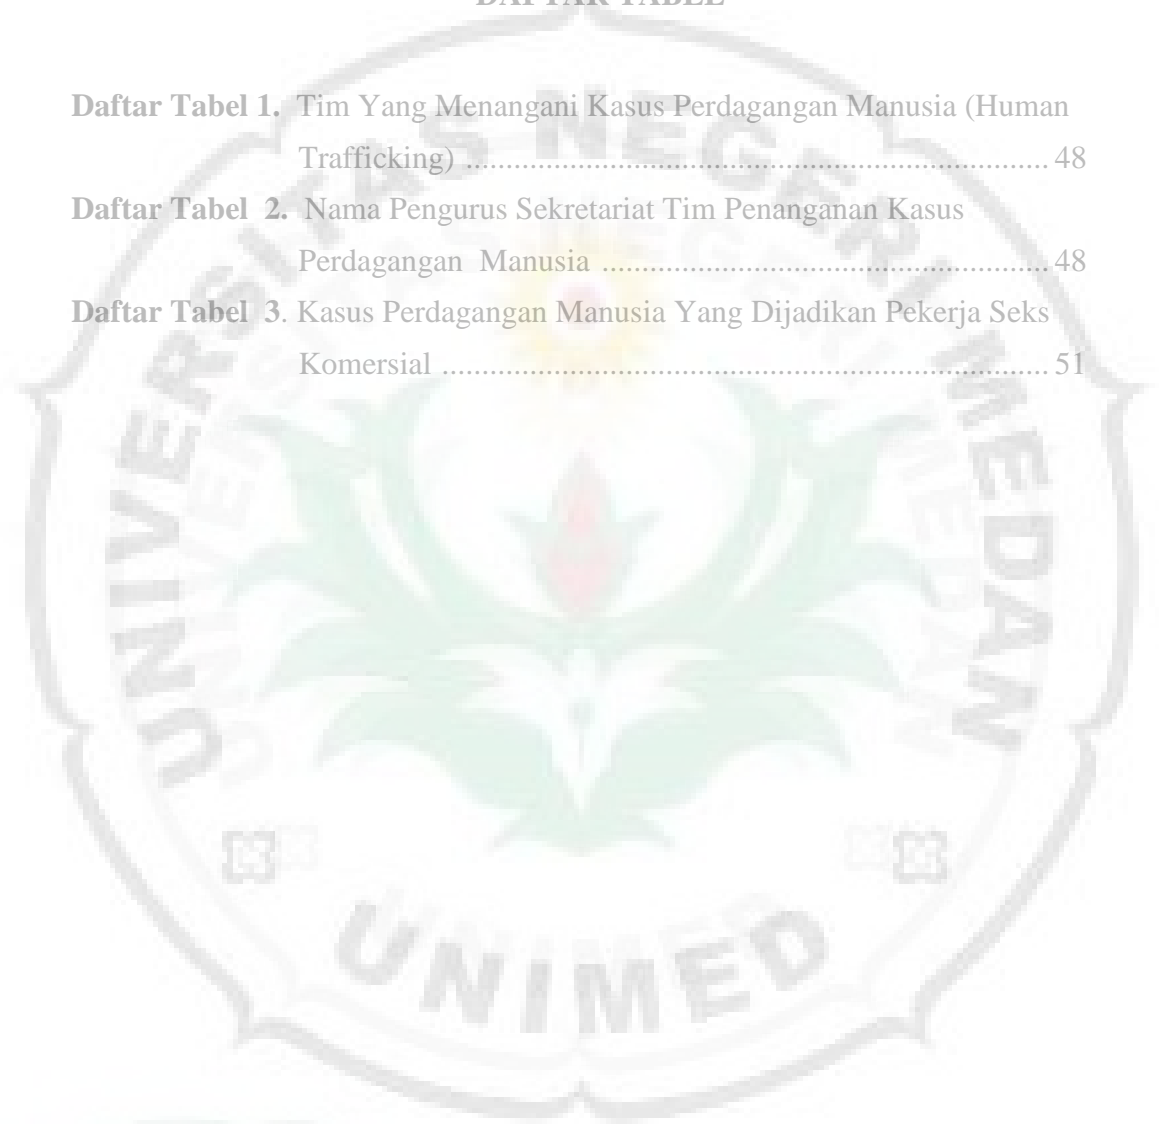 DAFTAR TABEL
Daftar Tabel 1. Tim Yang Menangani Kasus Perdagangan Manusia (Human
Trafficking) ........................................................................ 48
Daftar Tabel 2. Nama Pengurus Sekretariat Tim Penanganan Kasus
Perdagangan Manusia ....................................................... 48
Daftar Tabel 3. Kasus Perdagangan Manusia Yang Dijadikan Pekerja Seks
Komersial ........................................................................... 51
UNIVERSITAS NEGERI MEDAN
UNIMED